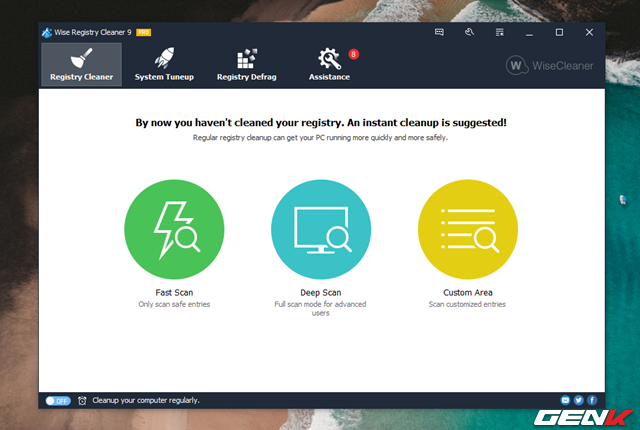 Wise Registry Cleaner 9 PRO
Registry Cleaner
System Tuneup
Registry Defrag
Assistance
8
W WiseCleaner
By now you haven't cleaned your registry. An instant cleanup is suggested!
Regular registry cleanup can get your PC running more quickly and more safely.
Fast Scan
Only scan safe entries
Deep Scan
Full scan mode for advanced
users
Custom Area
Scan customized entries
OFF
Cleanup your computer regularly.
GENK